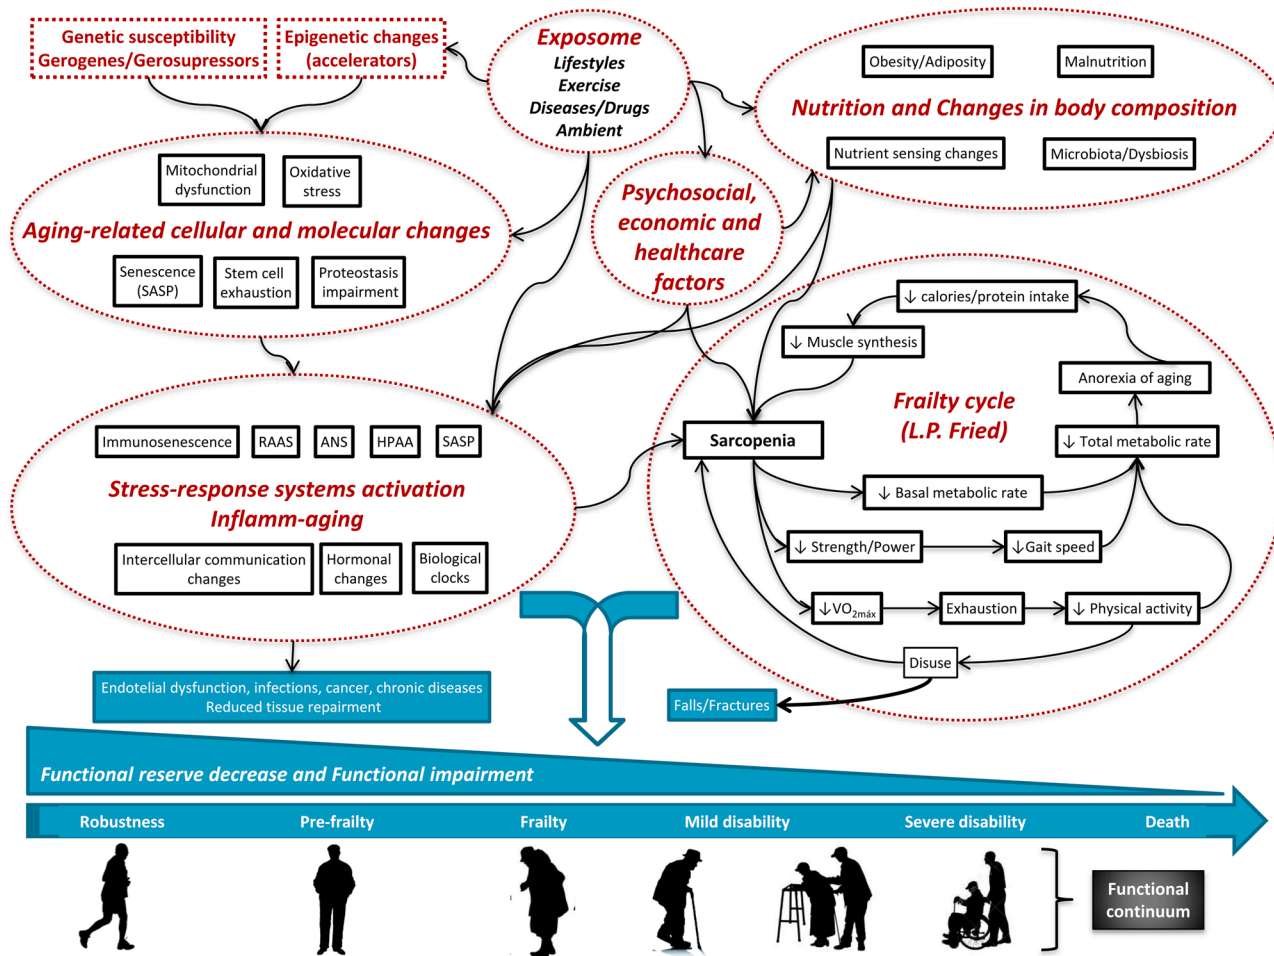 Genetic susceptibility
Gerogenes/Gerosupressors
Epigenetic changes
(accelerators)
Exposome
Lifestyles
Exercise
Diseases/Drugs
Ambient
Obesity/Adiposity
Malnutrition
Nutrition and Changes in body composition
Nutrient sensing changes
Microbiota/Dysbiosis
Mitochondrial
dysfunction
Oxidative
stress
Aging-related cellular and molecular changes
Senescence
(SASP)
Stem cell
exhaustion
Proteostasis
impairment
Psychosocial,
economic and
healthcare
factors
↓ calories/protein intake
↓ Muscle synthesis
Anorexia of aging
Frailty cycle
(L.P. Fried)
Sarcopenia
↓ Total metabolic rate
↓ Basal metabolic rate
↓ Strength/Power
↓Gait speed
↓VO2máx
Exhaustion
↓ Physical activity
Disuse
Falls/Fractures
Immunosenescence
RAAS
ANS
HPAA
SASP
Stress-response systems activation
Inflamm-aging
Intercellular communication
changes
Hormonal
changes
Biological
clocks
Endotelial dysfunction, infections, cancer, chronic diseases
Reduced tissue repairment
Functional reserve decrease and Functional impairment
Robustness
Pre-frailty
Frailty
Mild disability
Severe disability
Death
Functional
continuum